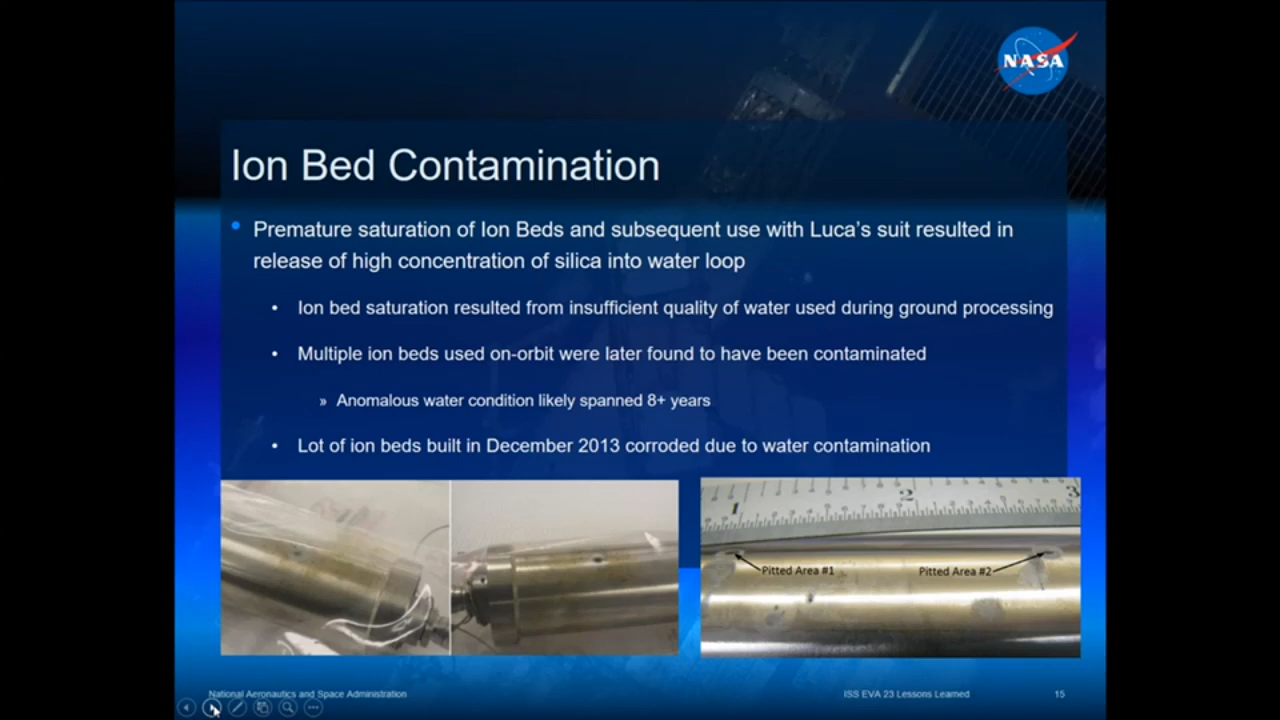 NASA
Ion Bed Contamination
• Premature saturation of Ion Beds and subsequent use with Luca's suit resulted in
release of high concentration of silica into water loop
• Ion bed saturation resulted from insufficient quality of water used during ground processing
• Multiple ion beds used on-orbit were later found to have been contaminated
» Anomalous water condition likely spanned 8+ years
• Lot of ion beds built in December 2013 corroded due to water contamination
1 2 3
Pitted Area #1 Pitted Area #2
National Aeronautics and Space Administration ISS EVA 23 Lessons Learned 15